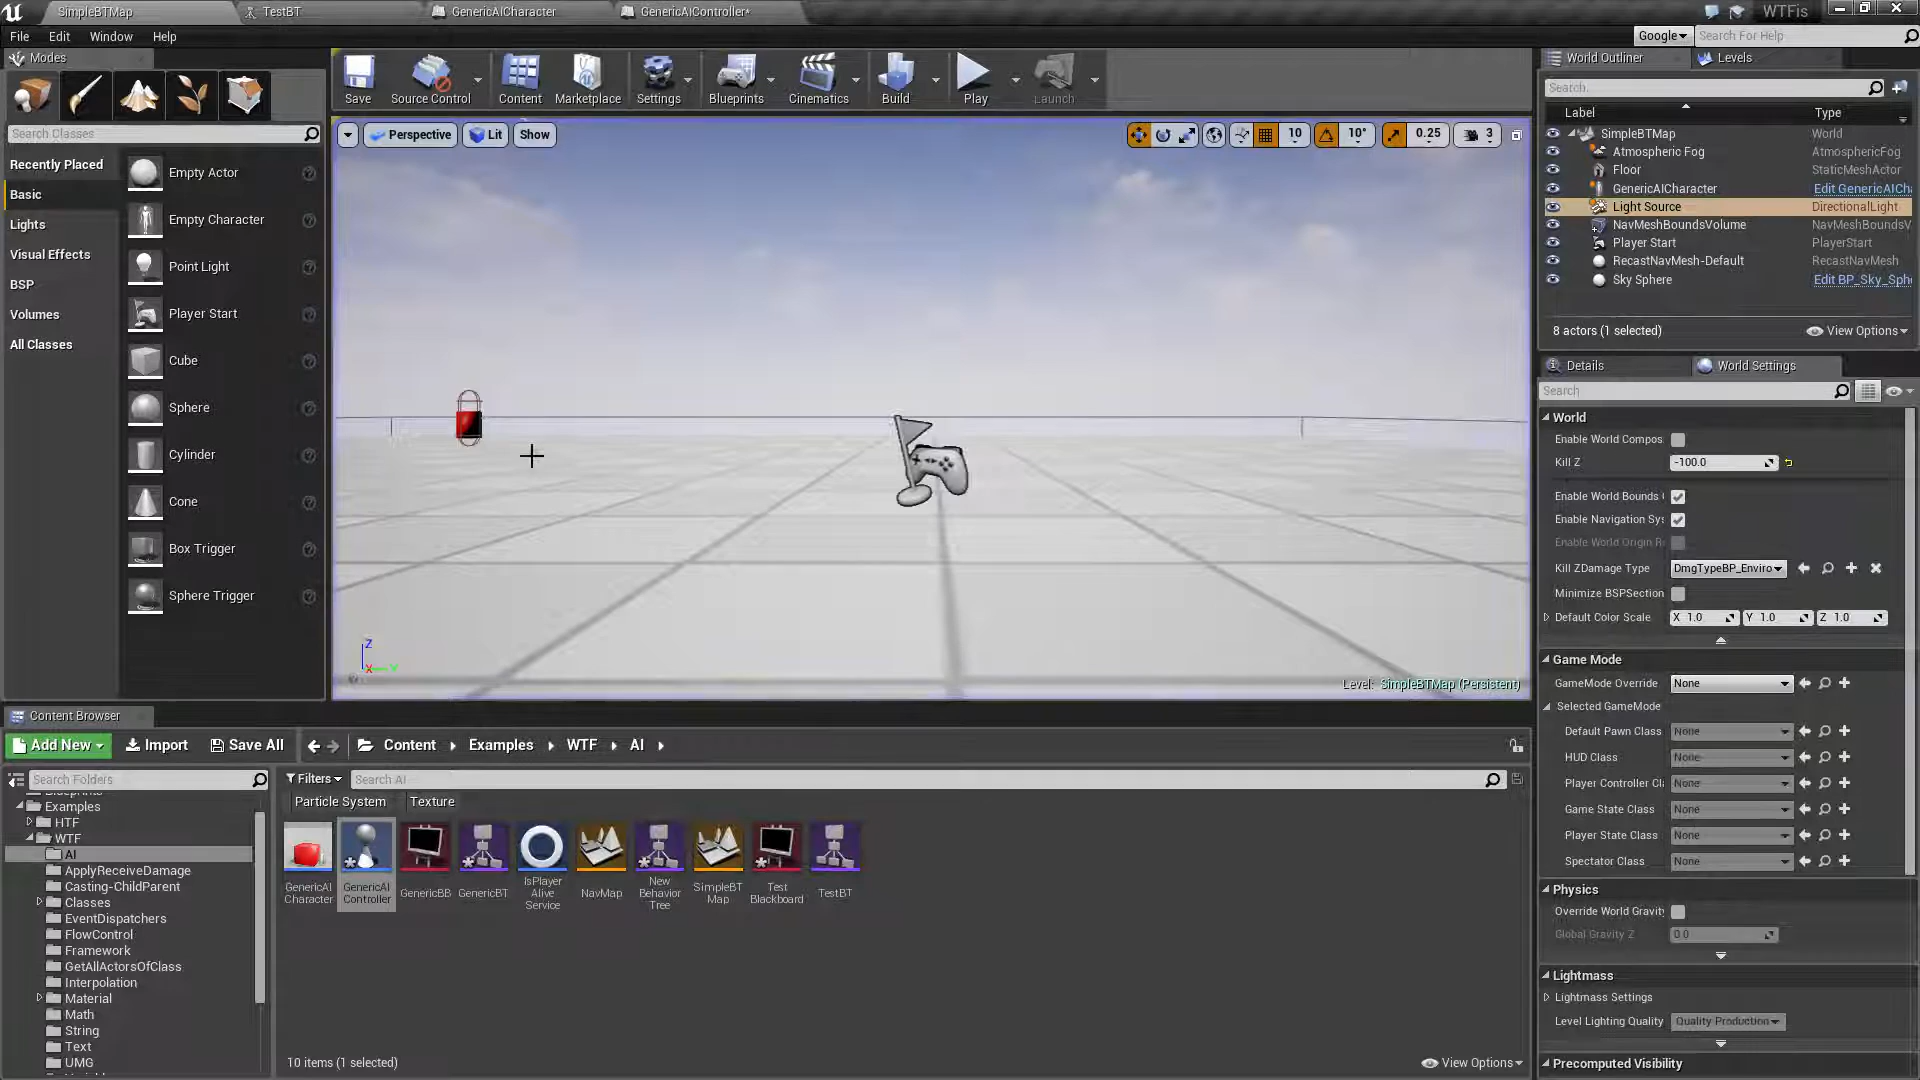 SimpleBTMap
TestBT
GenericAICharacter
GenericAIController*
WTFis
File
Edit
Window
Help
Google
Search For Help
Modes
Save
Source Control
Content
Marketplace
Settings
Blueprints
Cinematics
Build
Play
Launch
Search Classes
Recently Placed
Basic
Lights
Visual Effects
BSP
Volumes
All Classes
Empty Actor
Empty Character
Point Light
Player Start
Cube
Sphere
Cylinder
Cone
Box Trigger
Sphere Trigger
Perspective
Lit
Show
10
10°
0.25
3
Z
X
Y
Level: SimpleBTMap (Persistent)
World Outliner
Levels
Search.
Label
Type
SimpleBTMap
World
Atmospheric Fog
AtmosphericFog
Floor
StaticMeshActor
GenericAICharacter
Edit GenericAICha
Light Source
DirectionalLight
NavMeshBoundsVolume
NavMeshBoundsV
Player Start
PlayerStart
RecastNavMesh-Default
RecastNavMesh
Sky Sphere
Edit BP_Sky_Sph
8 actors (1 selected)
View Options
Details
World Settings
Search
World
Enable World Compos
Kill Z
-100.0
Enable World Bounds
Enable Navigation Sys
Enable World Origin R
Kill ZDamage Type
DmgTypeBP_Enviro
Minimize BSPSection
Default Color Scale
X 1.0
Y 1.0
Z 1.0
Game Mode
GameMode Override
None
Selected GameMode
Default Pawn Class
None
HUD Class
None
Player Controller Cl
None
Game State Class
None
Player State Class
None
Spectator Class
None
Physics
Override World Gravit
Global Gravity Z
0.0
Lightmass
Lightmass Settings
Level Lighting Quality
Quality Production
Precomputed Visibility
Content Browser
Add New
Import
Save All
Content
Examples
WTF
AI
Search Folders
Filters
Search AI
Particle System
Texture
Examples
HTF
WTF
AI
ApplyReceiveDamage
Casting-ChildParent
Classes
EventDispatchers
FlowControl
Framework
GetAllActorsOfClass
Interpolation
Material
Math
String
Text
UMG
GenericAI
Character
GenericAI
Controller
GenericBB
GenericBT
IsPlayer
Alive
Service
NavMap
New
Behavior
Tree
SimpleBT
Map
Test
Blackboard
TestBT
10 items (1 selected)
View Options